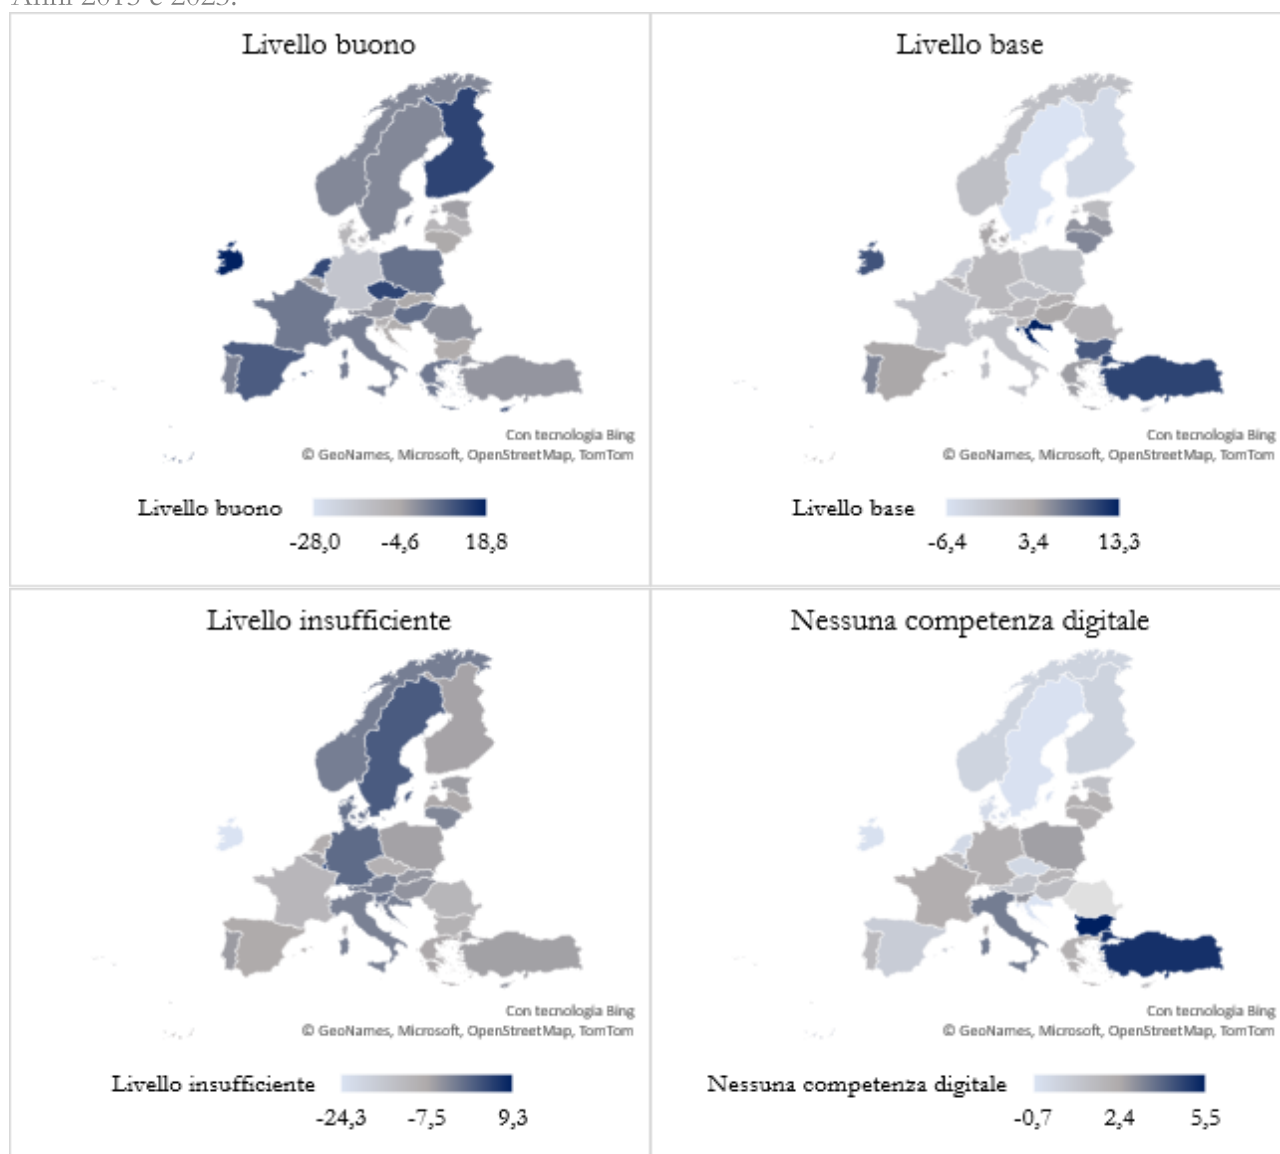 Anni 2015 e 2023.
Livello buono
Con tecnologia Bing
© GeoNames, Microsoft, OpenStreetMap, TomTom
Livello buono
-28,0 -4,6 18,8
Livello base
Con tecnologia Bing
© GeoNames, Microsoft, OpenStreetMap, TomTom
Livello base
-6,4 3,4 13,3
Livello insufficiente
Con tecnologia Bing
© GeoNames, Microsoft, OpenStreetMap, TomTom
Livello insufficiente
-24,3 -7,5 9,3
Nessuna competenza digitale
Con tecnologia Bing
© GeoNames, Microsoft, OpenStreetMap, TomTom
Nessuna competenza digitale
-0,7 2,4 5,5